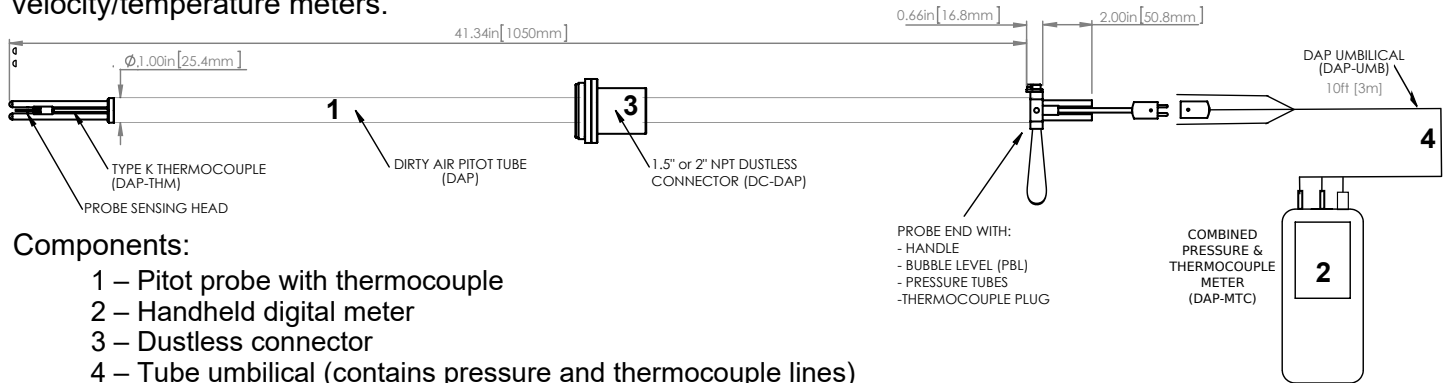 velocity/temperature meters.
0.66in[16.8mm]
2.00in[50.8mm]
41.34in[1050mm]
Ø1.00in[25.4mm]
DAP UMBILICAL
(DAP-UMB)
10ft [3m]
1
3
4
TYPE K THERMOCOUPLE
(DAP-THM)
PROBE SENSING HEAD
DIRTY AIR PITOT TUBE
(DAP)
1.5" or 2" NPT DUSTLESS
CONNECTOR (DC-DAP)
PROBE END WITH:
- HANDLE
- BUBBLE LEVEL (PBL)
- PRESSURE TUBES
-THERMOCOUPLE PLUG
COMBINED
PRESSURE &
THERMOCOUPLE
METER
(DAP-MTC)
2
Components:
1 – Pitot probe with thermocouple
2 – Handheld digital meter
3 – Dustless connector
4 – Tube umbilical (contains pressure and thermocouple lines)